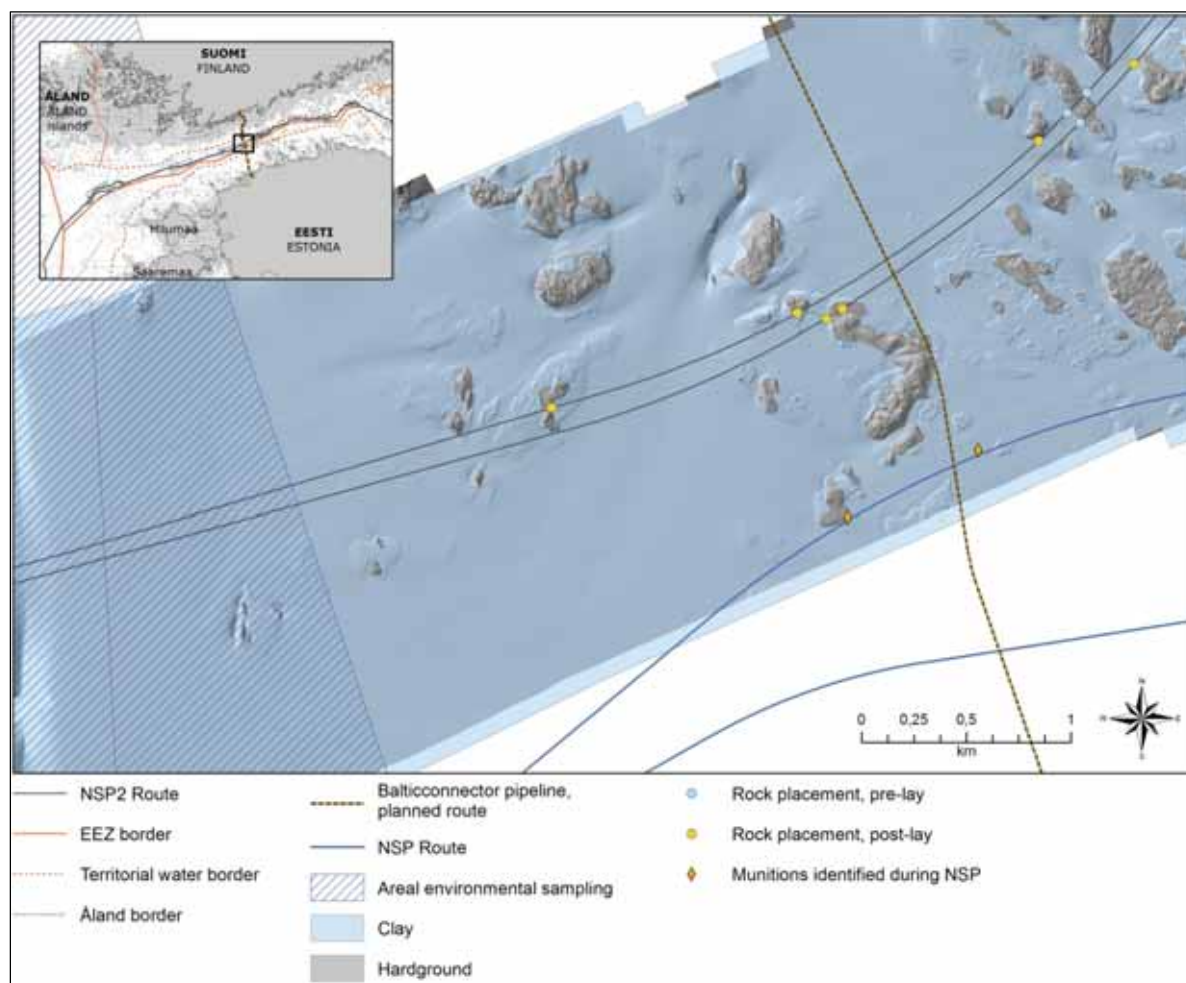 SUOMI
FINLAND
ÅLAND
ÅLAND
Islands
Hiiumaa
EESTI
ESTONIA
Saaremaa
N
E
S
0 0,25 0,5 1
km
NSP2 Route
EEZ border
Territorial water border
Åland border
Balticconnector pipeline,
planned route
NSP Route
Areal environmental sampling
Clay
Hardground
Rock placement, pre-lay
Rock placement, post-lay
Munitions identified during NSP